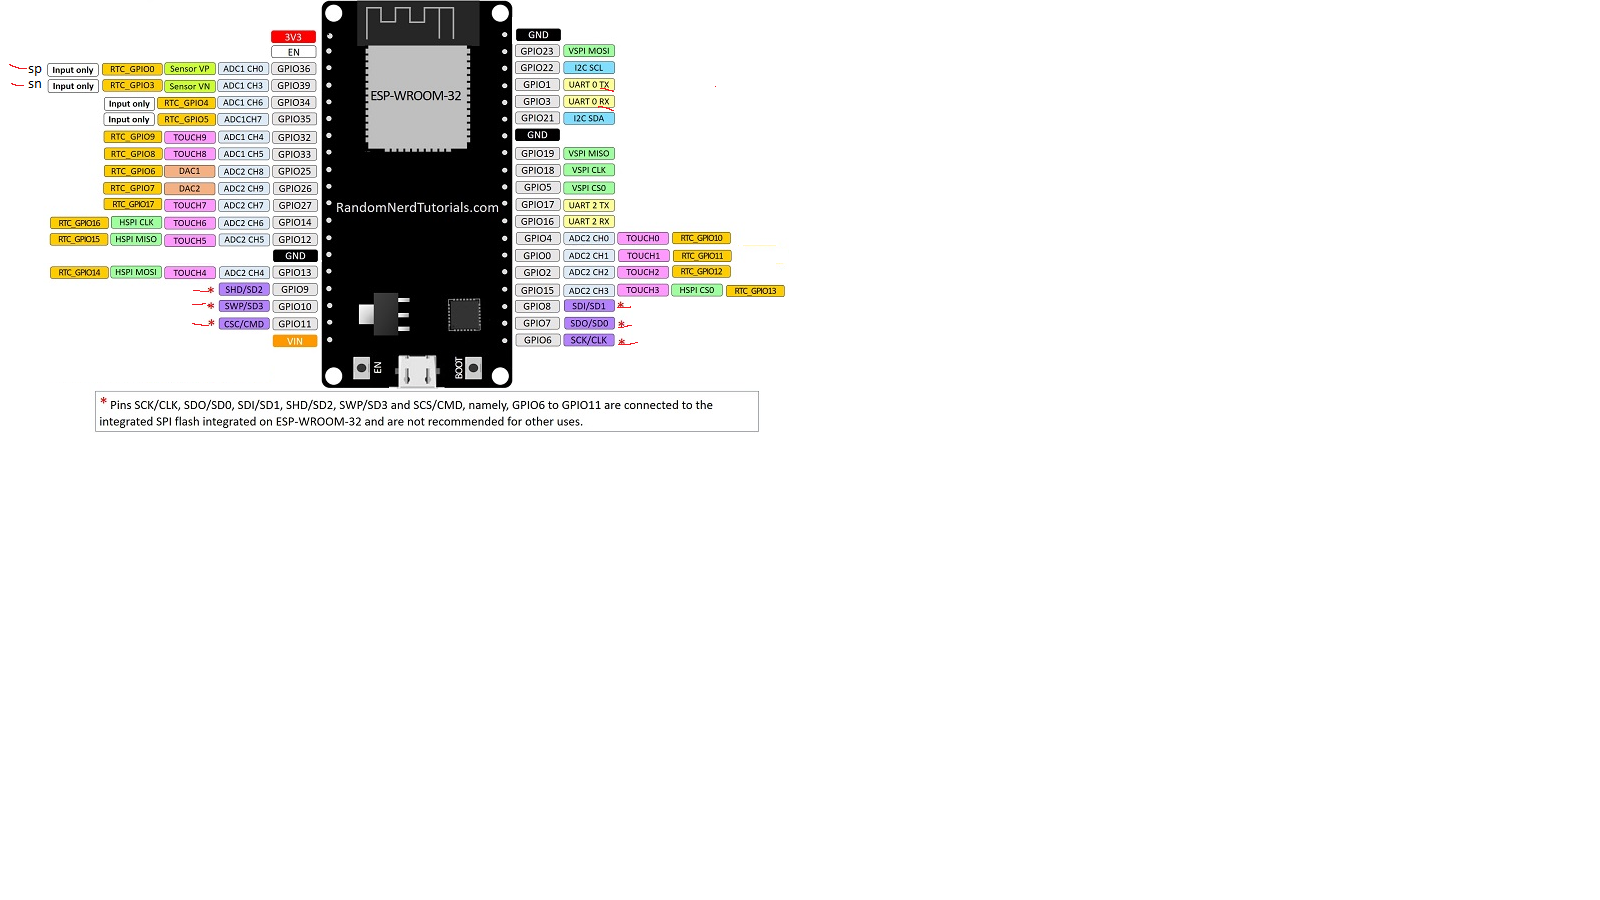 3V3
EN
sp Input only RTC_GPIO0 Sensor VP ADC1 CH0 GPIO36
sn Input only RTC_GPIO3 Sensor VN ADC1 CH3 GPIO39
Input only RTC_GPIO4 ADC1 CH6 GPIO34
Input only RTC_GPIO5 ADC1CH7 GPIO35
RTC_GPIO9 TOUCH9 ADC1 CH4 GPIO32
RTC_GPIO8 TOUCH8 ADC1 CH5 GPIO33
RTC_GPIO6 DAC1 ADC2 CH8 GPIO25
RTC_GPIO7 DAC2 ADC2 CH9 GPIO26
RTC_GPIO17 TOUCH7 ADC2 CH7 GPIO27
RTC_GPIO16 HSPI CLK TOUCH6 ADC2 CH6 GPIO14
RTC_GPIO15 HSPI MISO TOUCH5 ADC2 CH5 GPIO12
GND
RTC_GPIO14 HSPI MOSI TOUCH4 ADC2 CH4 GPIO13
* SHD/SD2 GPIO9
* SWP/SD3 GPIO10
* CSC/CMD GPIO11
VIN
ESP-WROOM-32
RandomNerdTutorials.com
EN
BOOT
GND
GPIO23 VSPI MOSI
GPIO22 I2C SCL
GPIO1 UART 0 TX
GPIO3 UART 0 RX
GPIO21 I2C SDA
GND
GPIO19 VSPI MISO
GPIO18 VSPI CLK
GPIO5 VSPI CS0
GPIO17 UART 2 TX
GPIO16 UART 2 RX
GPIO4 ADC2 CH0 TOUCH0 RTC_GPIO10
GPIO0 ADC2 CH1 TOUCH1 RTC_GPIO11
GPIO2 ADC2 CH2 TOUCH2 RTC_GPIO12
GPIO15 ADC2 CH3 TOUCH3 HSPI CS0 RTC_GPIO13
GPIO8 SDI/SD1 *
GPIO7 SDO/SD0 *
GPIO6 SCK/CLK *
* Pins SCK/CLK, SDO/SD0, SDI/SD1, SHD/SD2, SWP/SD3 and SCS/CMD, namely, GPIO6 to GPIO11 are connected to the
integrated SPI flash integrated on ESP-WROOM-32 and are not recommended for other uses.